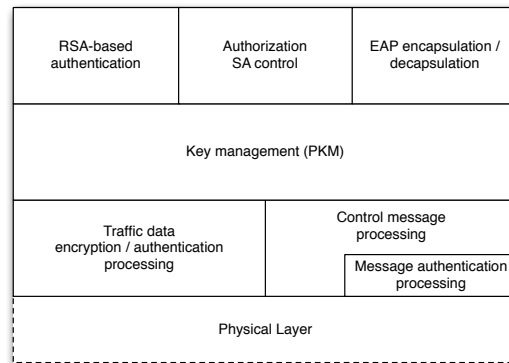 RSA-based
authentication
Authorization
SA control
EAP encapsulation /
decapsulation
Key management (PKM)
Traffic data
encryption / authentication
processing
Control message
processing
Message authentication
processing
Physical Layer